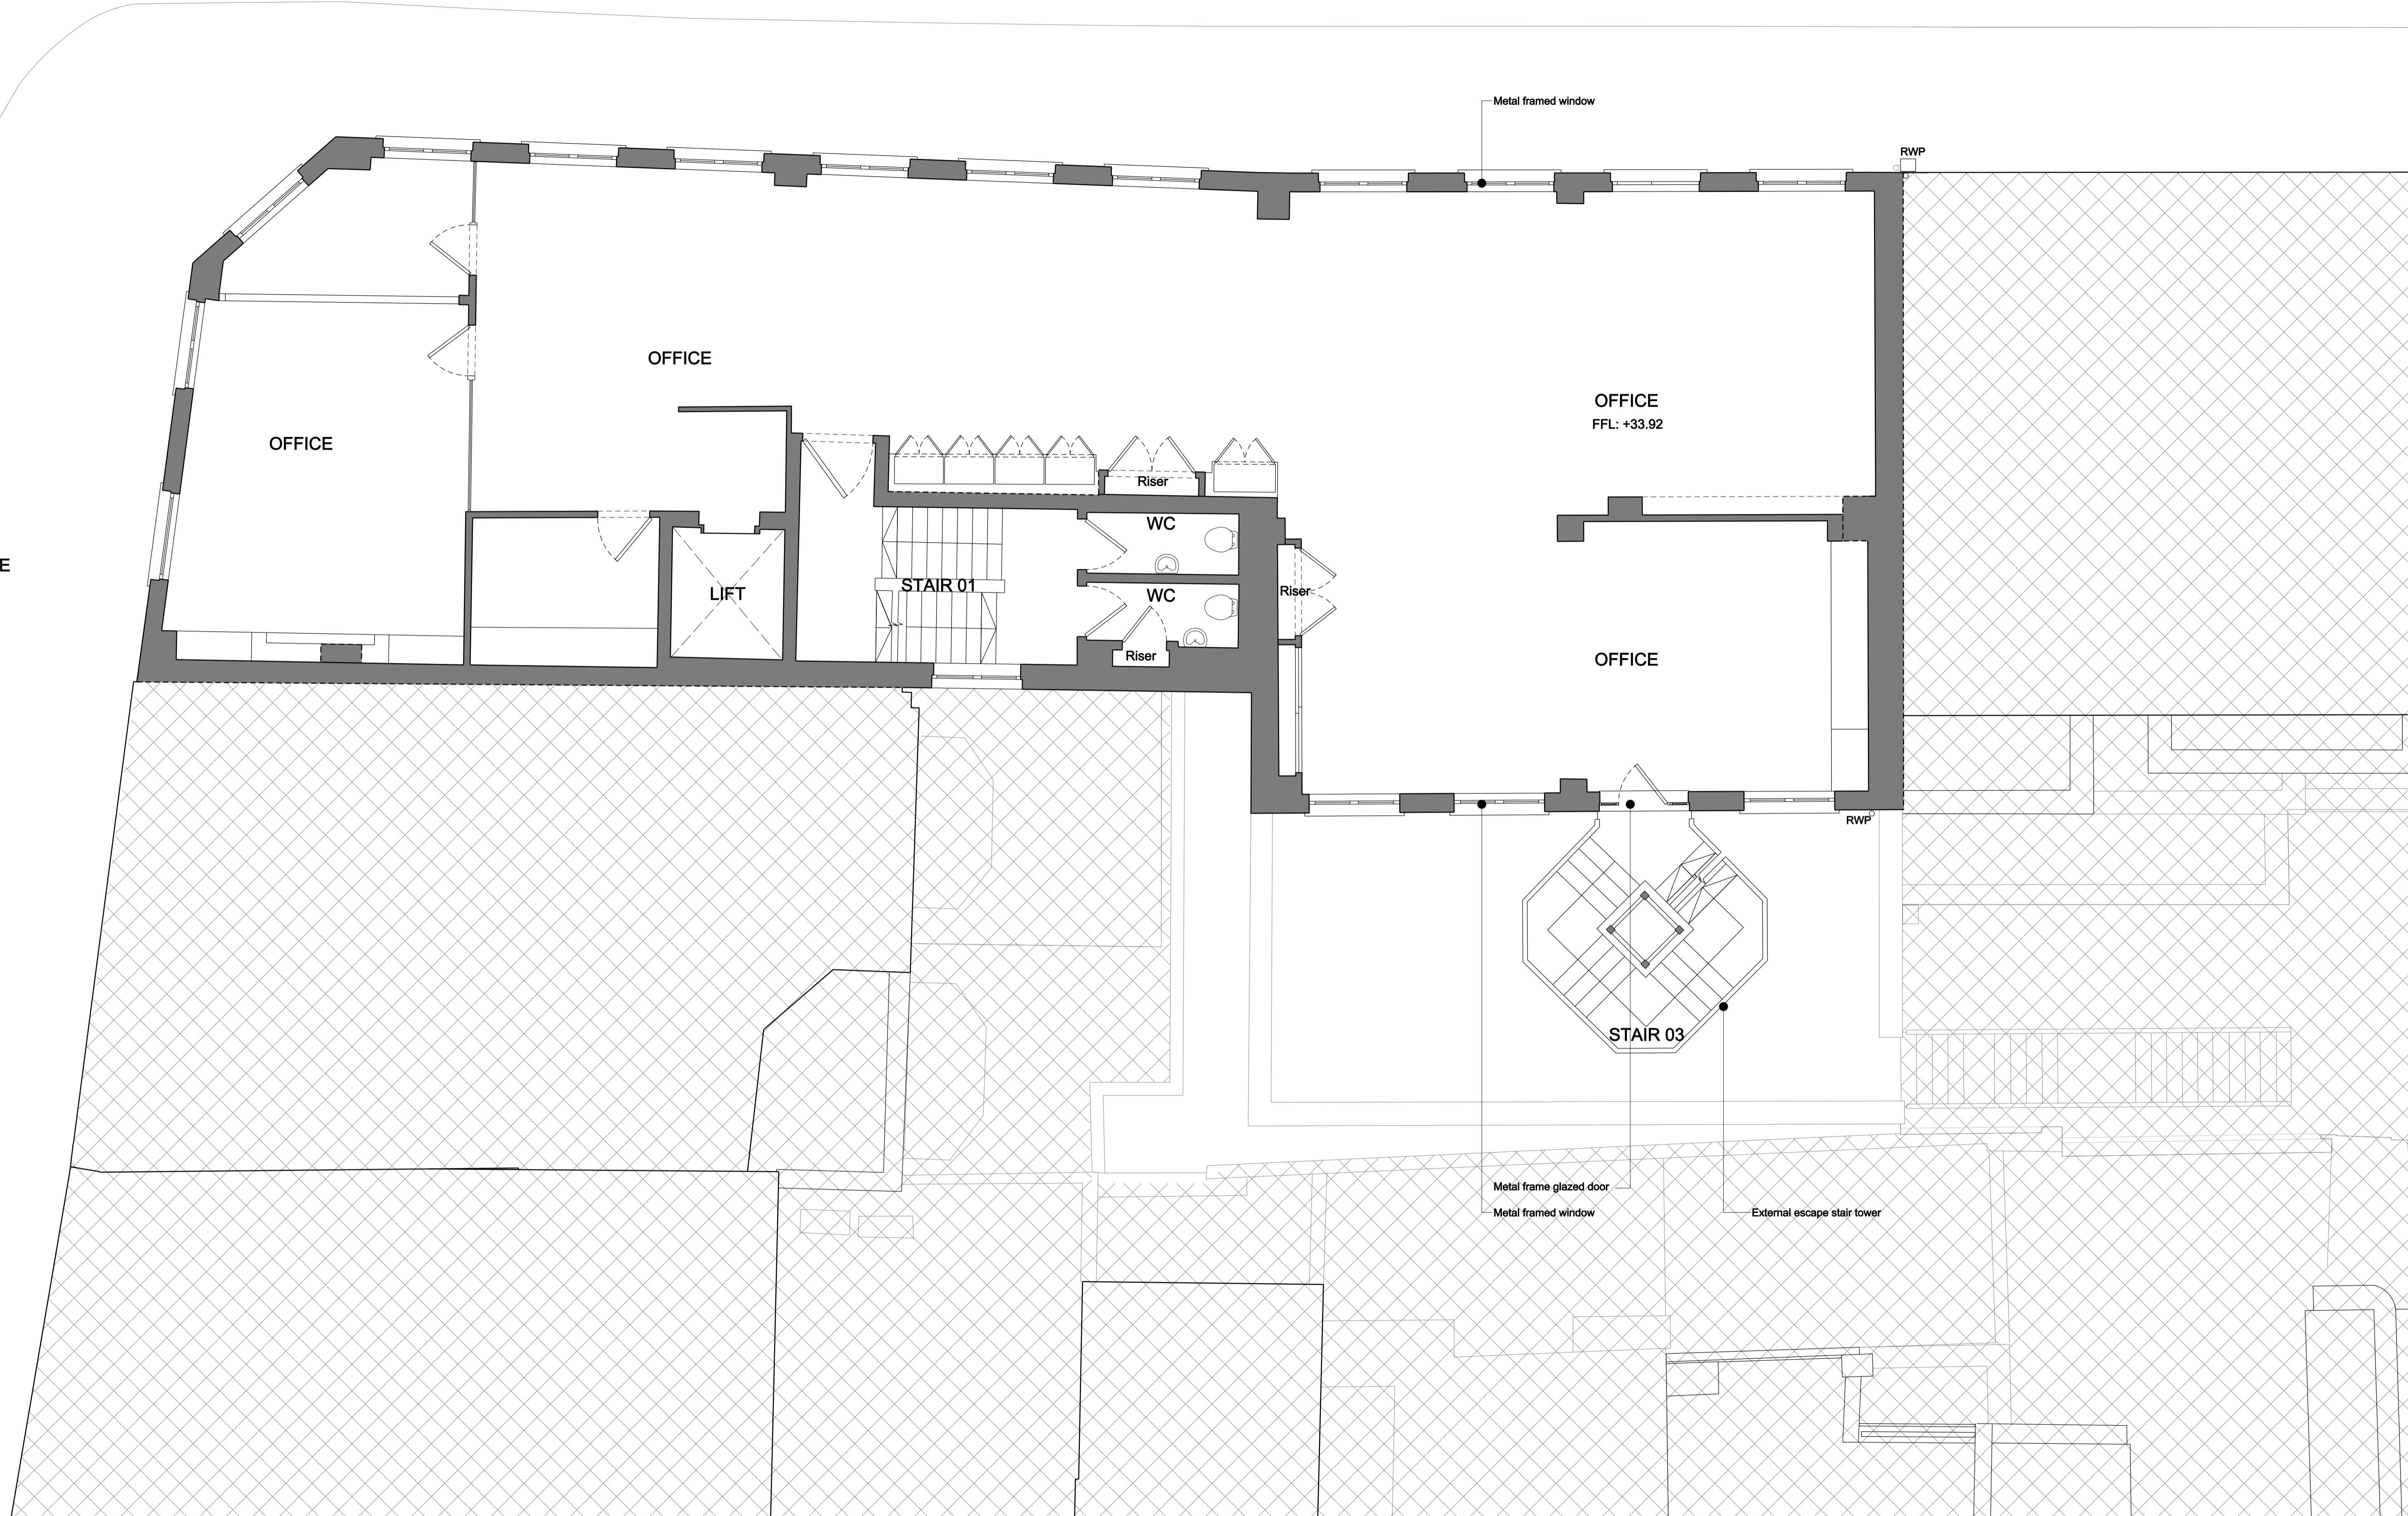 Metal framed window
RWP
OFFICE
OFFICE
FFL: +33.92
OFFICE
Riser
WC
E
STAIR 01
LIFT
WC
Riser
Riser
OFFICE
RWP
STAIR 03
Metal frame glazed door
Metal framed window
External escape stair tower